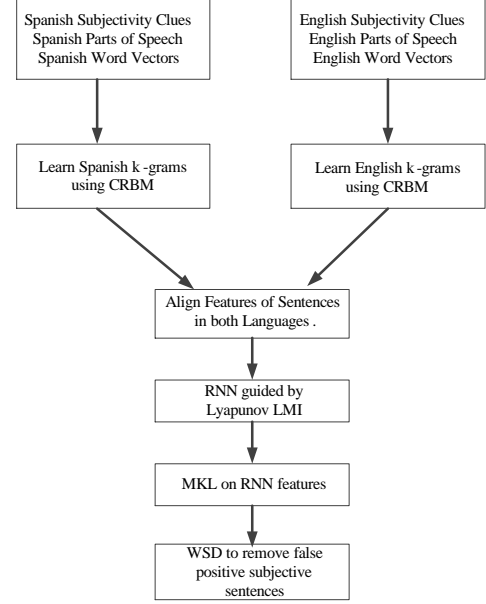 Spanish Subjectivity Clues
Spanish Parts of Speech
Spanish Word Vectors
English Subjectivity Clues
English Parts of Speech
English Word Vectors
Learn Spanish k -grams
using CRBM
Learn English k -grams
using CRBM
Align Features of Sentences
in both Languages .
RNN guided by
Lyapunov LMI
MKL on RNN features
WSD to remove false
positive subjective
sentences